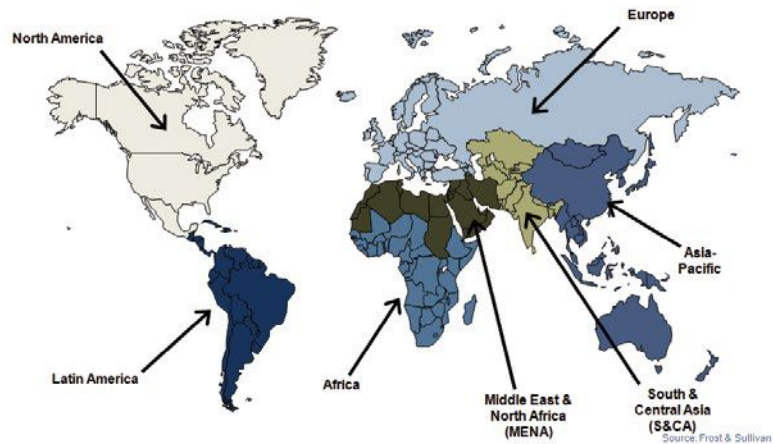 Europe
North America
Asia-
Pacific
Latin America
Africa
Middle East &
North Africa
(MENA)
South &
Central Asia
(S&CA)
Source: Frost & Sullivan